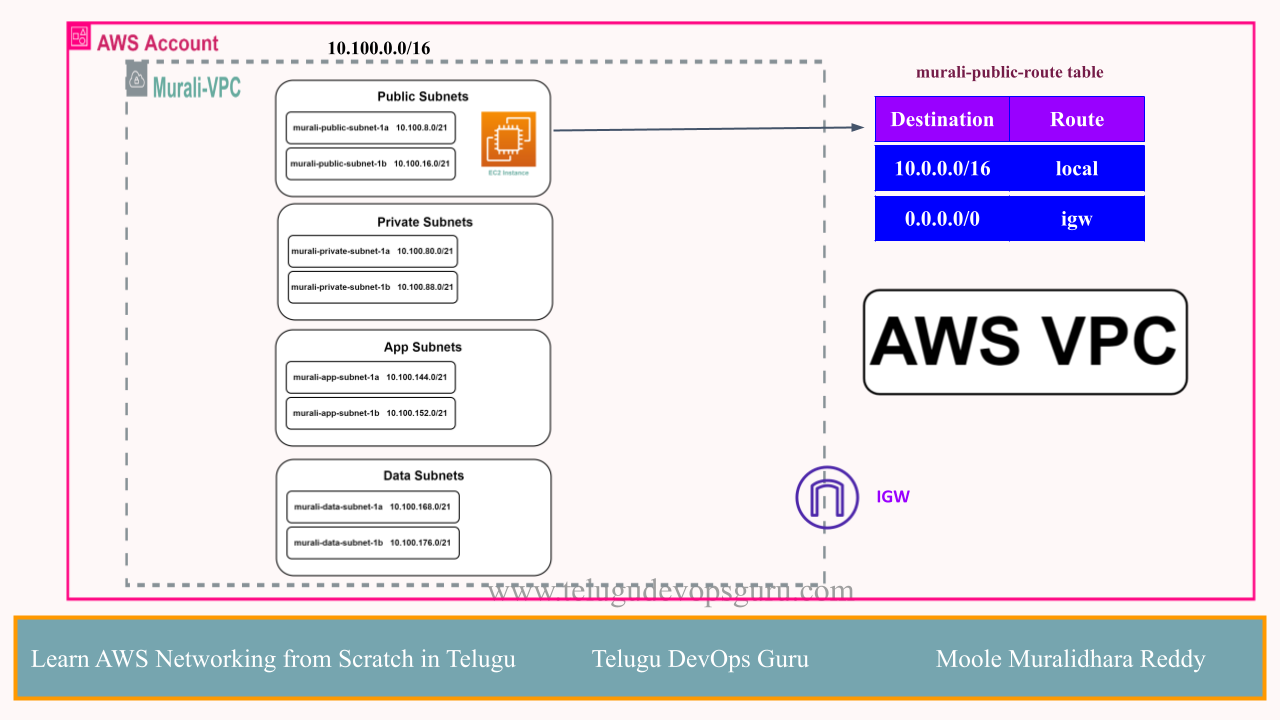 AWS Account
10.100.0.0/16
Murali-VPC
Public Subnets
murali-public-subnet-1a 10.100.8.0/21
murali-public-subnet-1b 10.100.16.0/21
EC2 Instance
Private Subnets
murali-private-subnet-1a 10.100.80.0/21
murali-private-subnet-1b 10.100.88.0/21
App Subnets
murali-app-subnet-1a 10.100.144.0/21
murali-app-subnet-1b 10.100.152.0/21
Data Subnets
murali-data-subnet-1a 10.100.168.0/21
murali-data-subnet-1b 10.100.176.0/21
murali-public-route table
Destination Route
10.0.0.0/16 local
0.0.0.0/0 igw
AWS VPC
IGW
www.telugudevopsguru.com
Learn AWS Networking from Scratch in Telugu Telugu DevOps Guru Moole Muralidhara Reddy